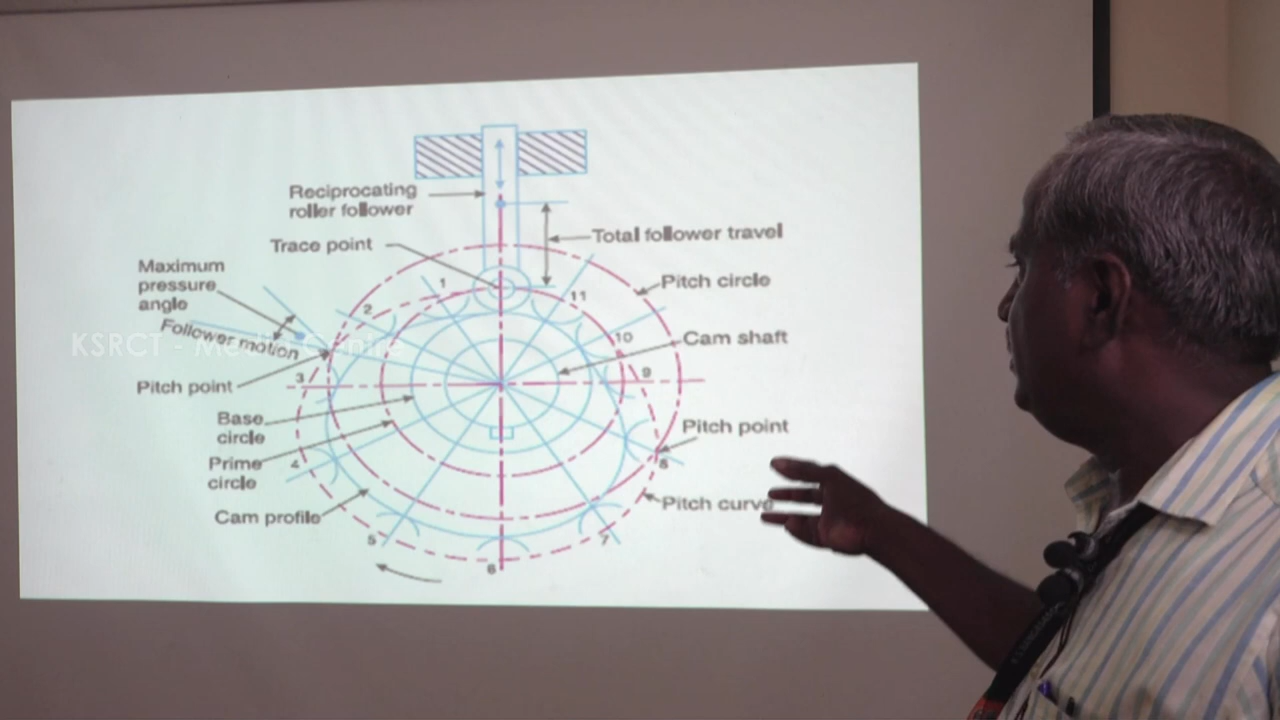 Reciprocating
roller follower
Trace point
Total follower travel
Maximum
pressure
angle
Pitch circle
Follower motion
KSRCT - Media Centre
Cam shaft
Pitch point
Base
circle
Pitch point
Prime
circle
Cam profile
Pitch curve
1
2
3
4
5
6
7
8
9
10
11